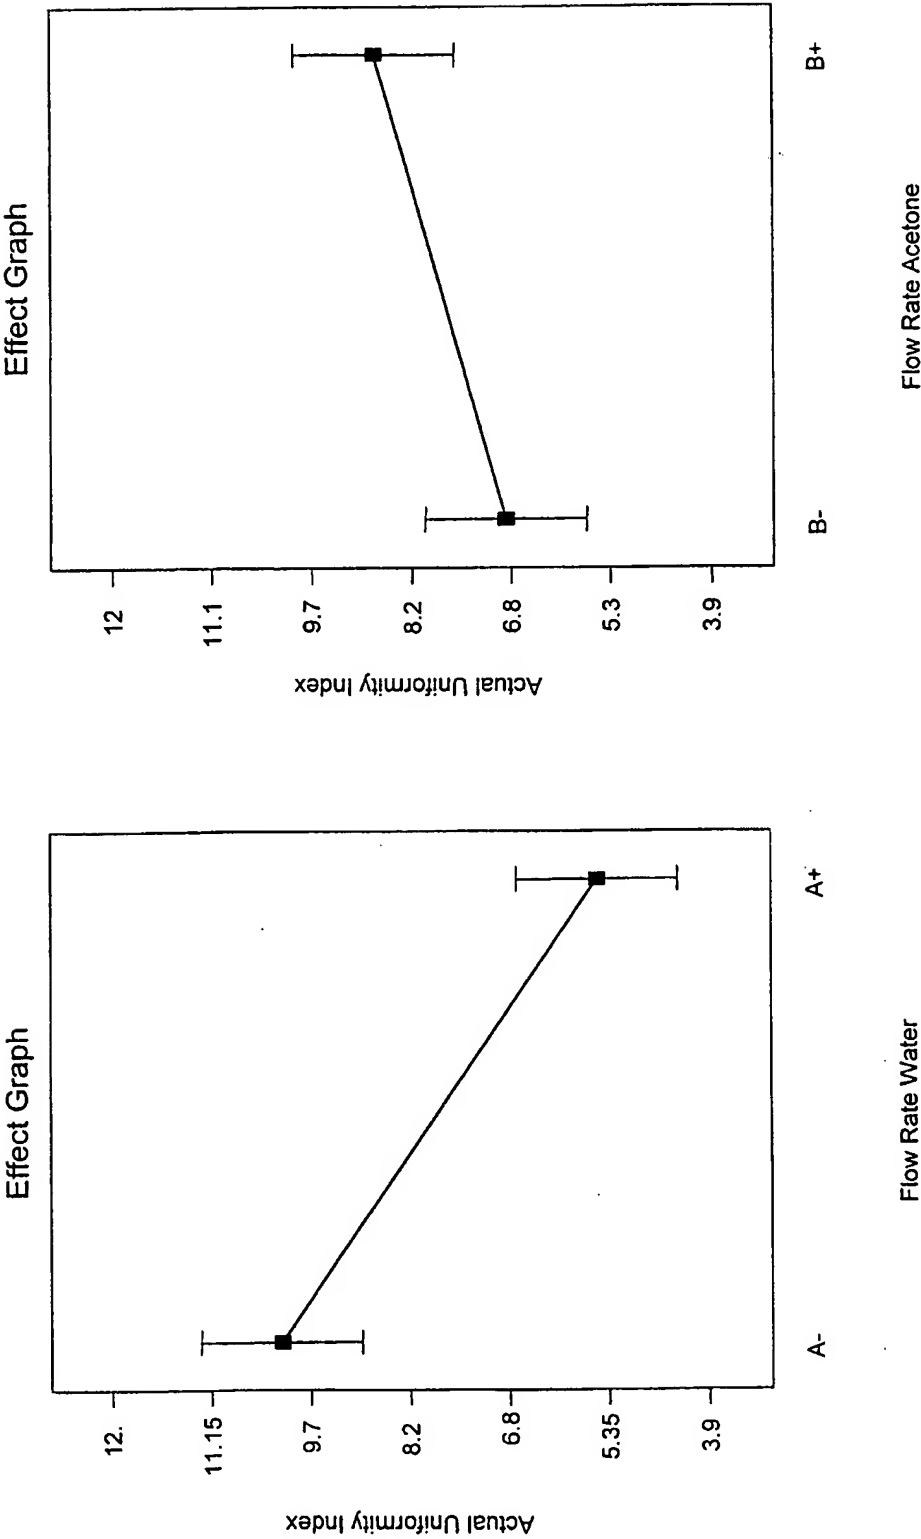 Effect Graph
Actual Uniformity Index
12.
11.15
9.7
8.2
6.8
5.35
3.9
A-
A+
Flow Rate Water
Effect Graph
Actual Uniformity Index
12
11.1
9.7
8.2
6.8
5.3
3.9
B-
B+
Flow Rate Acetone